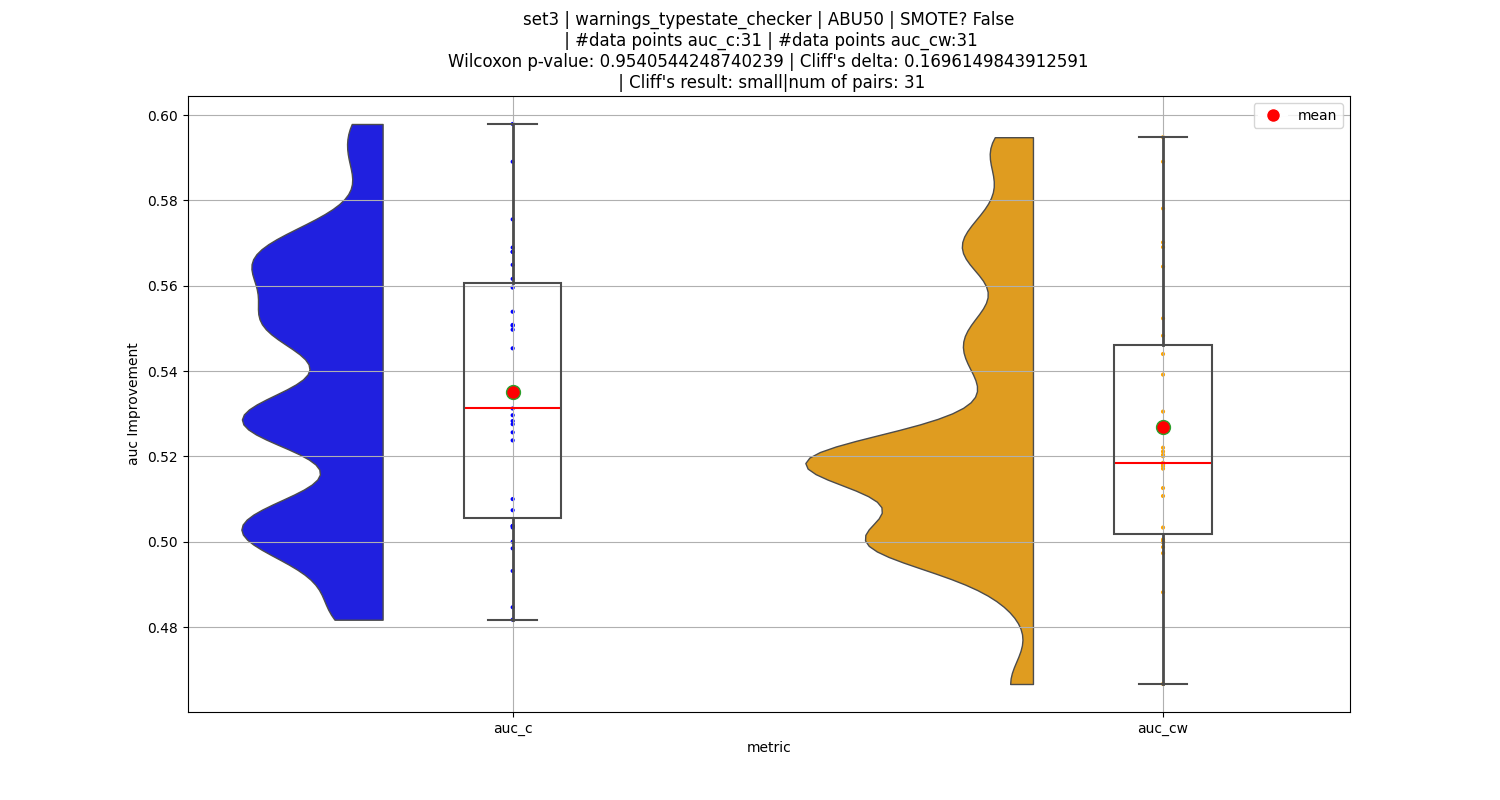 set3 | warnings_typestate_checker | ABU50 | SMOTE? False
| #data points auc_c:31 | #data points auc_cw:31
Wilcoxon p-value: 0.9540544248740239 | Cliff's delta: 0.1696149843912591
| Cliff's result: small|num of pairs: 31
mean
0.60
0.58
0.56
0.54
0.52
0.50
0.48
auc Improvement
auc_c
auc_cw
metric